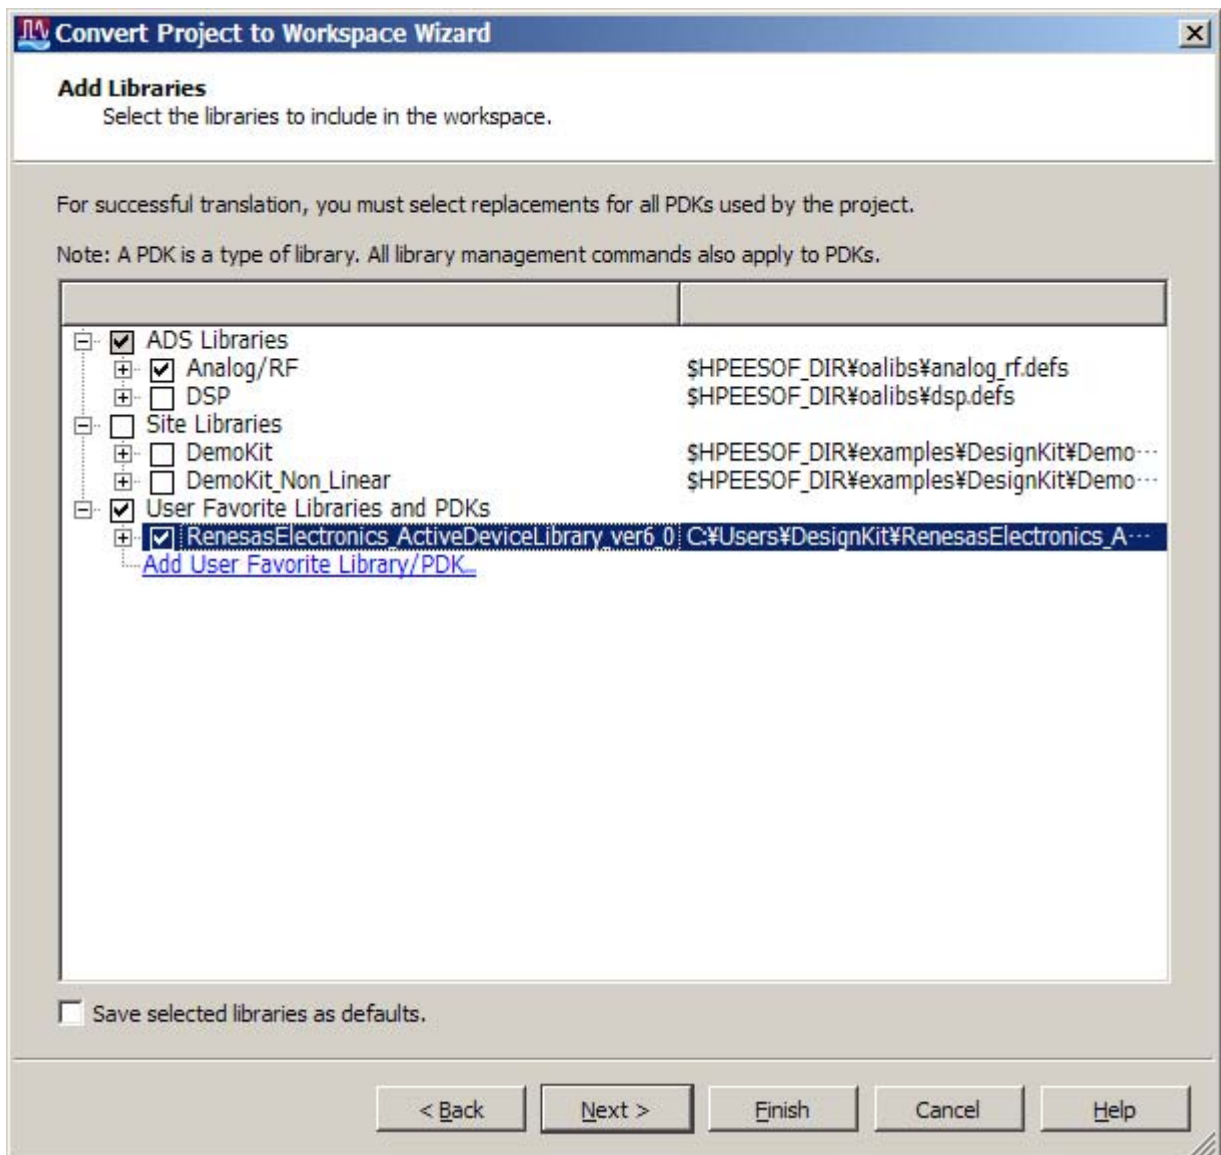 Convert Project to Workspace Wizard
Add Libraries
Select the libraries to include in the workspace.
For successful translation, you must select replacements for all PDKs used by the project.
Note: A PDK is a type of library. All library management commands also apply to PDKs.
ADS Libraries
Analog/RF $HPEESOF_DIR¥oalibs¥analog_rf.defs
DSP $HPEESOF_DIR¥oalibs¥dsp.defs
Site Libraries
DemoKit $HPEESOF_DIR¥examples¥DesignKit¥Demo…
DemoKit_Non_Linear $HPEESOF_DIR¥examples¥DesignKit¥Demo…
User Favorite Libraries and PDKs
RenesasElectronics_ActiveDeviceLibrary_ver6_0 C:¥Users¥DesignKit¥RenesasElectronics_A…
Add User Favorite Library/PDK...
Save selected libraries as defaults.
< Back Next > Finish Cancel Help